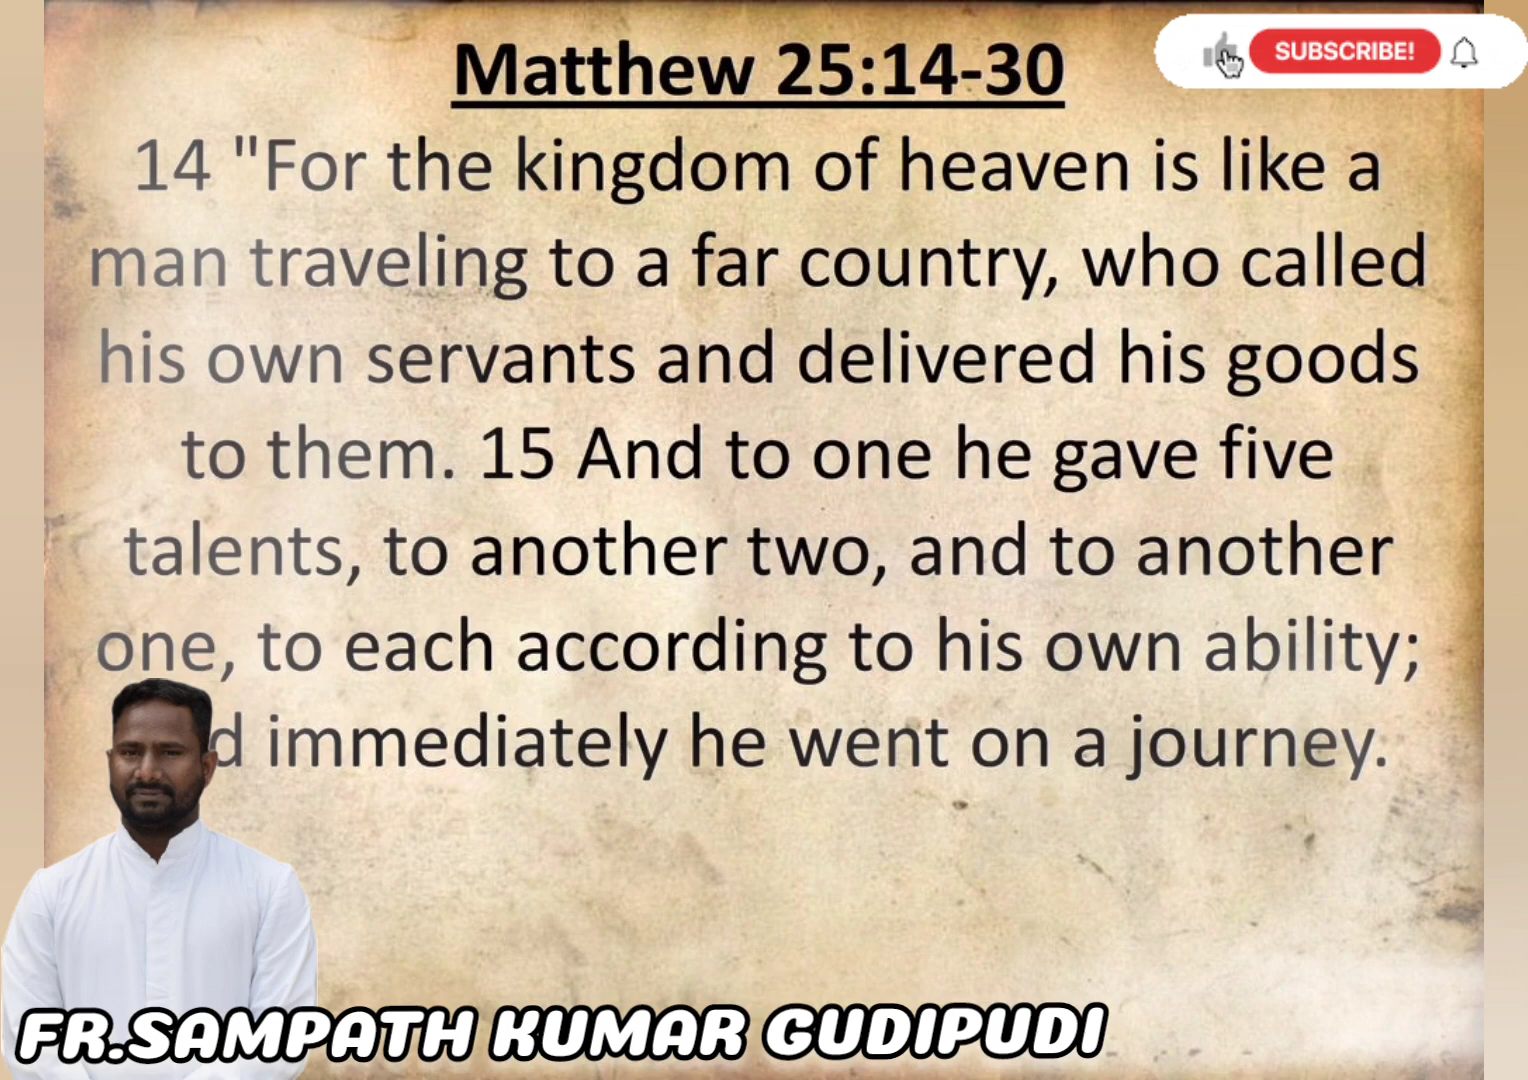 Matthew 25:14-30
SUBSCRIBE!
14 "For the kingdom of heaven is like a
man traveling to a far country, who called
his own servants and delivered his goods
to them. 15 And to one he gave five
talents, to another two, and to another
one, to each according to his own ability;
d immediately he went on a journey.
FR.SAMPATH KUMAR GUDIPUDI